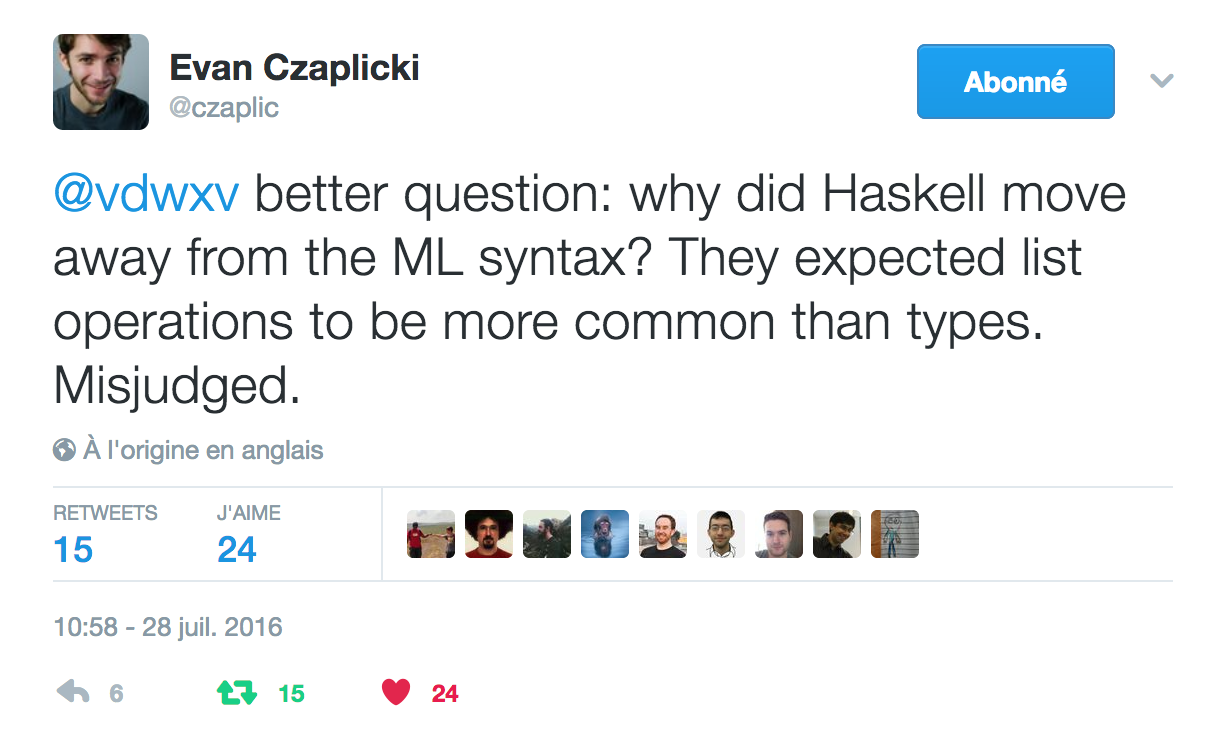 Evan Czaplicki
@czaplic
Abonné
@vdwxv better question: why did Haskell move
away from the ML syntax? They expected list
operations to be more common than types.
Misjudged.
À l'origine en anglais
RETWEETS
15
J'AIME
24
10:58 - 28 juil. 2016
6
15
24